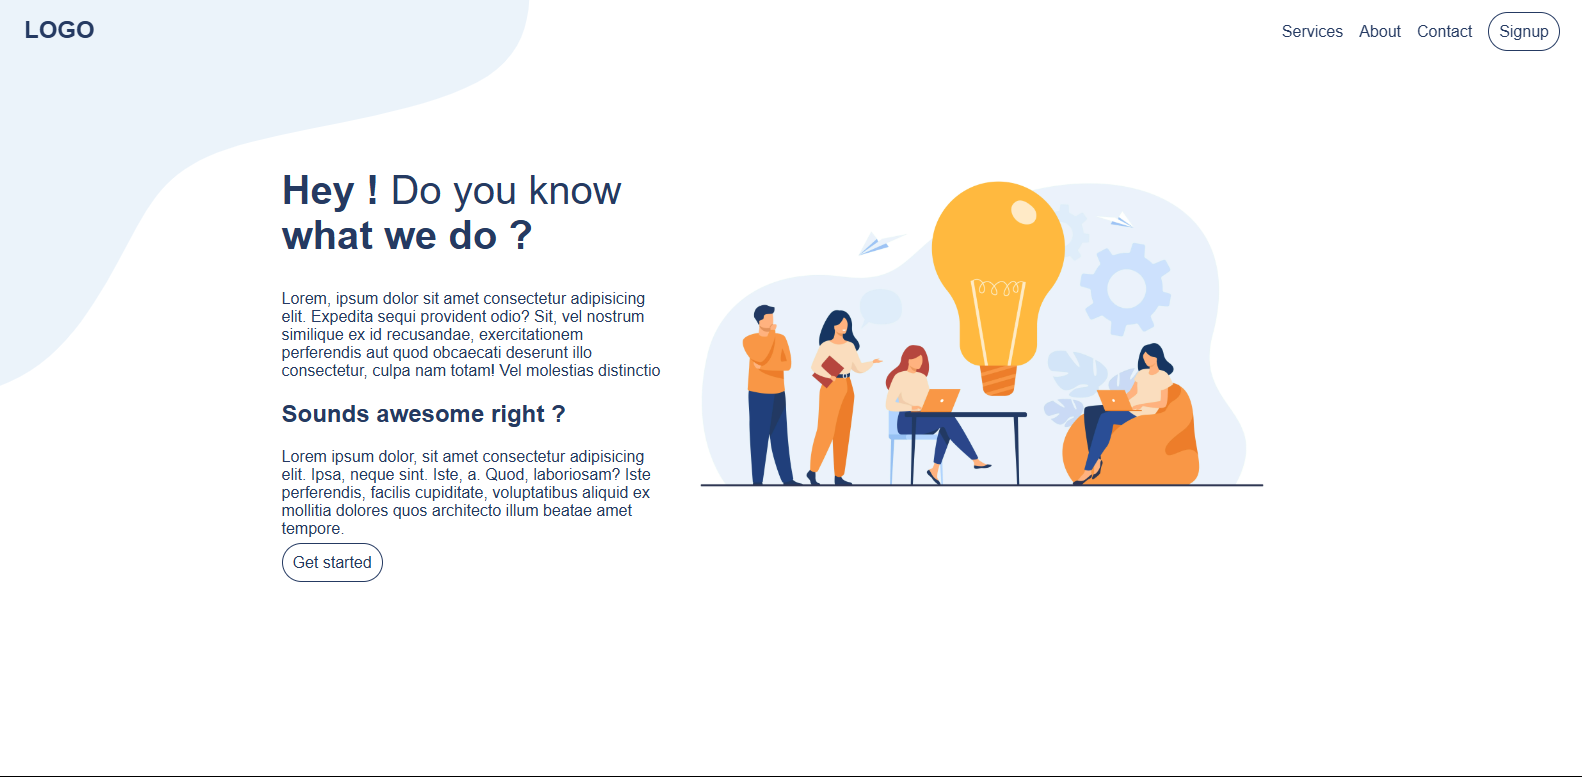 LOGO
Services About Contact Signup
Hey ! Do you know
what we do ?
Lorem, ipsum dolor sit amet consectetur adipisicing
elit. Expedita sequi provident odio? Sit, vel nostrum
similique ex id recusandae, exercitationem
perferendis aut quod obcaecati deserunt illo
consectetur, culpa nam totam! Vel molestias distinctio
Sounds awesome right ?
Lorem ipsum dolor, sit amet consectetur adipisicing
elit. Ipsa, neque sint. Iste, a. Quod, laboriosam? Iste
perferendis, facilis cupiditate, voluptatibus aliquid ex
mollitia dolores quos architecto illum beatae amet
tempore.
Get started